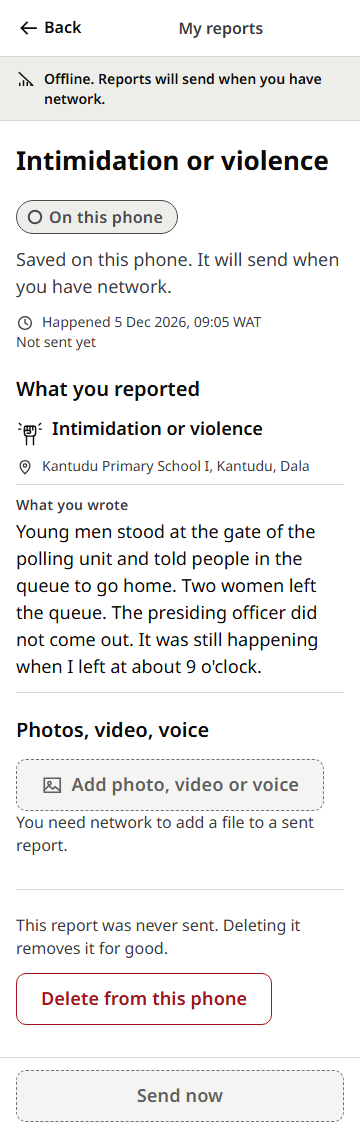 Back
My reports
Offline. Reports will send when you have
network.
Intimidation or violence
On this phone
Saved on this phone. It will send when
you have network.
Happened 5 Dec 2026, 09:05 WAT
Not sent yet
What you reported
Intimidation or violence
Kantudu Primary School I, Kantudu, Dala
What you wrote
Young men stood at the gate of the
polling unit and told people in the
queue to go home. Two women left
the queue. The presiding officer did
not come out. It was still happening
when I left at about 9 o'clock.
Photos, video, voice
Add photo, video or voice
You need network to add a file to a sent
report.
This report was never sent. Deleting it
removes it for good.
Delete from this phone
Send now